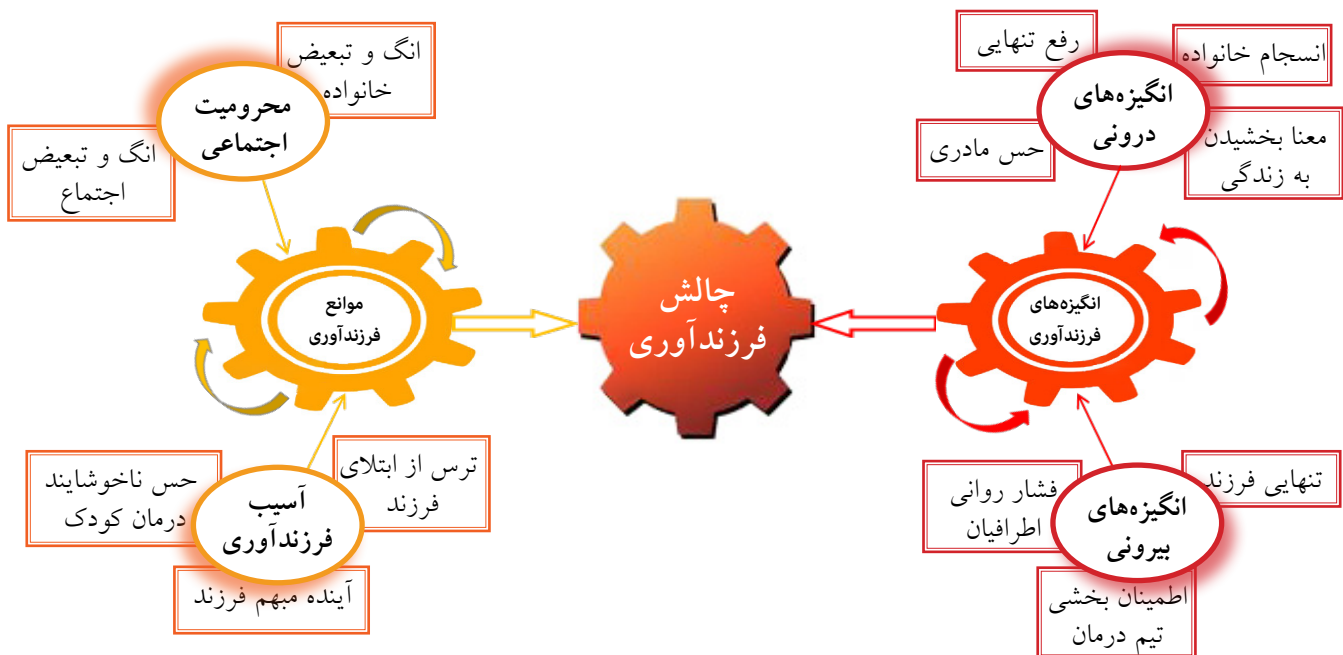 انسجام خانواده
رفع تنهایی
انگیزه‌های
درونی
معنا بخشیدن
به زندگی
حس مادری
انگ و تبعیض
خانواده
محرومیت
اجتماعی
انگ و تبعیض
اجتماع
انگیزه‌های
فرزندآوری
چالش
فرزندآوری
موانع
فرزندآوری
تنهایی فرزند
فشار روانی
اطرافیان
انگیزه‌های
بیرونی
اطمینان بخشی
تیم درمان
ترس از ابتلای
فرزند
حس ناخوشایند
درمان کودک
آسیب
فرزندآوری
آینده مبهم فرزند